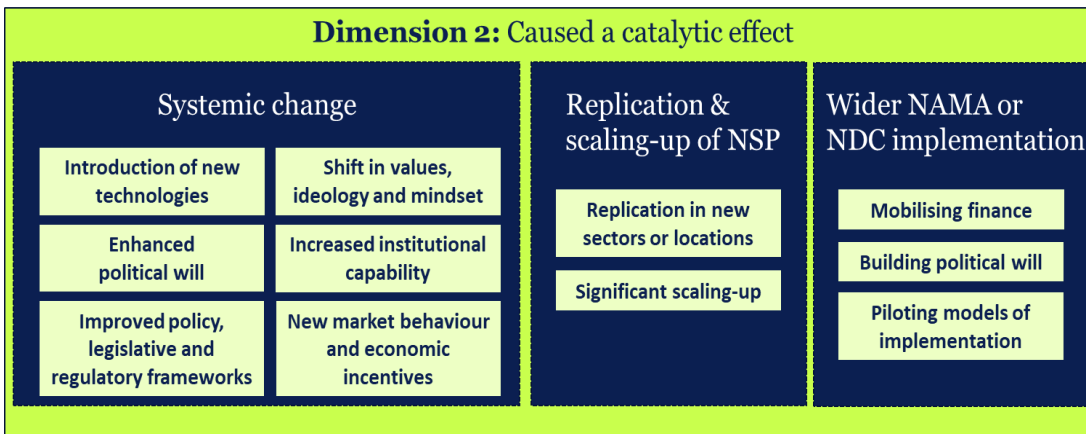 Dimension 2: Caused a catalytic effect
Systemic change
Introduction of new
technologies
Shift in values,
ideology and mindset
Enhanced
political will
Increased institutional
capability
Improved policy,
legislative and
regulatory frameworks
New market behaviour
and economic
incentives
Replication &
scaling-up of NSP
Replication in new
sectors or locations
Significant scaling-up
Wider NAMA or
NDC implementation
Mobilising finance
Building political will
Piloting models of
implementation